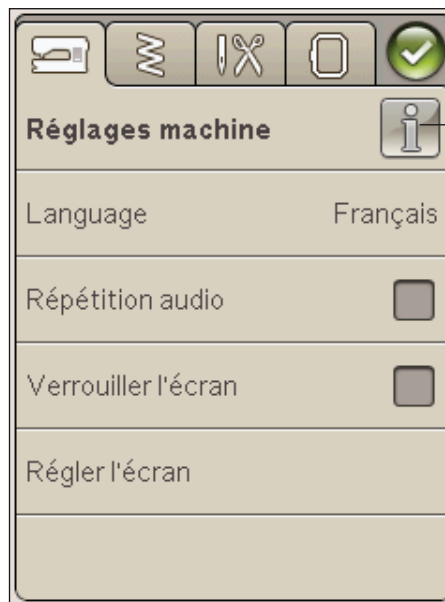 Réglages machine
Language Français
Répétition audio
Verrouiller l'écran
Régler l'écran